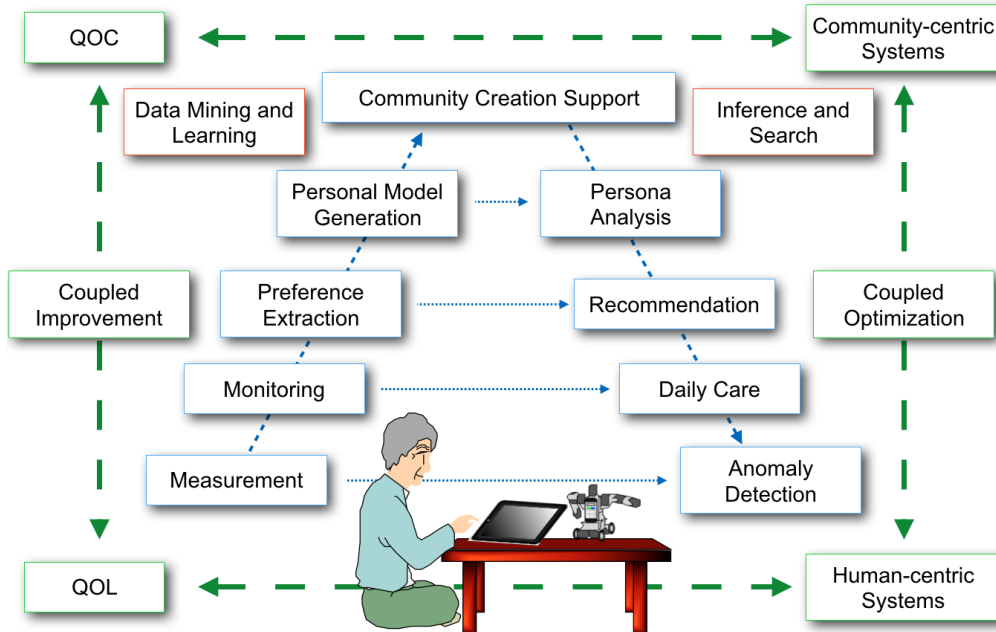 QOC
Community-centric
Systems
Data Mining and
Learning
Community Creation Support
Inference and
Search
Personal Model
Generation
Persona
Analysis
Coupled
Improvement
Preference
Extraction
Recommendation
Coupled
Optimization
Monitoring
Daily Care
Measurement
Anomaly
Detection
QOL
Human-centric
Systems